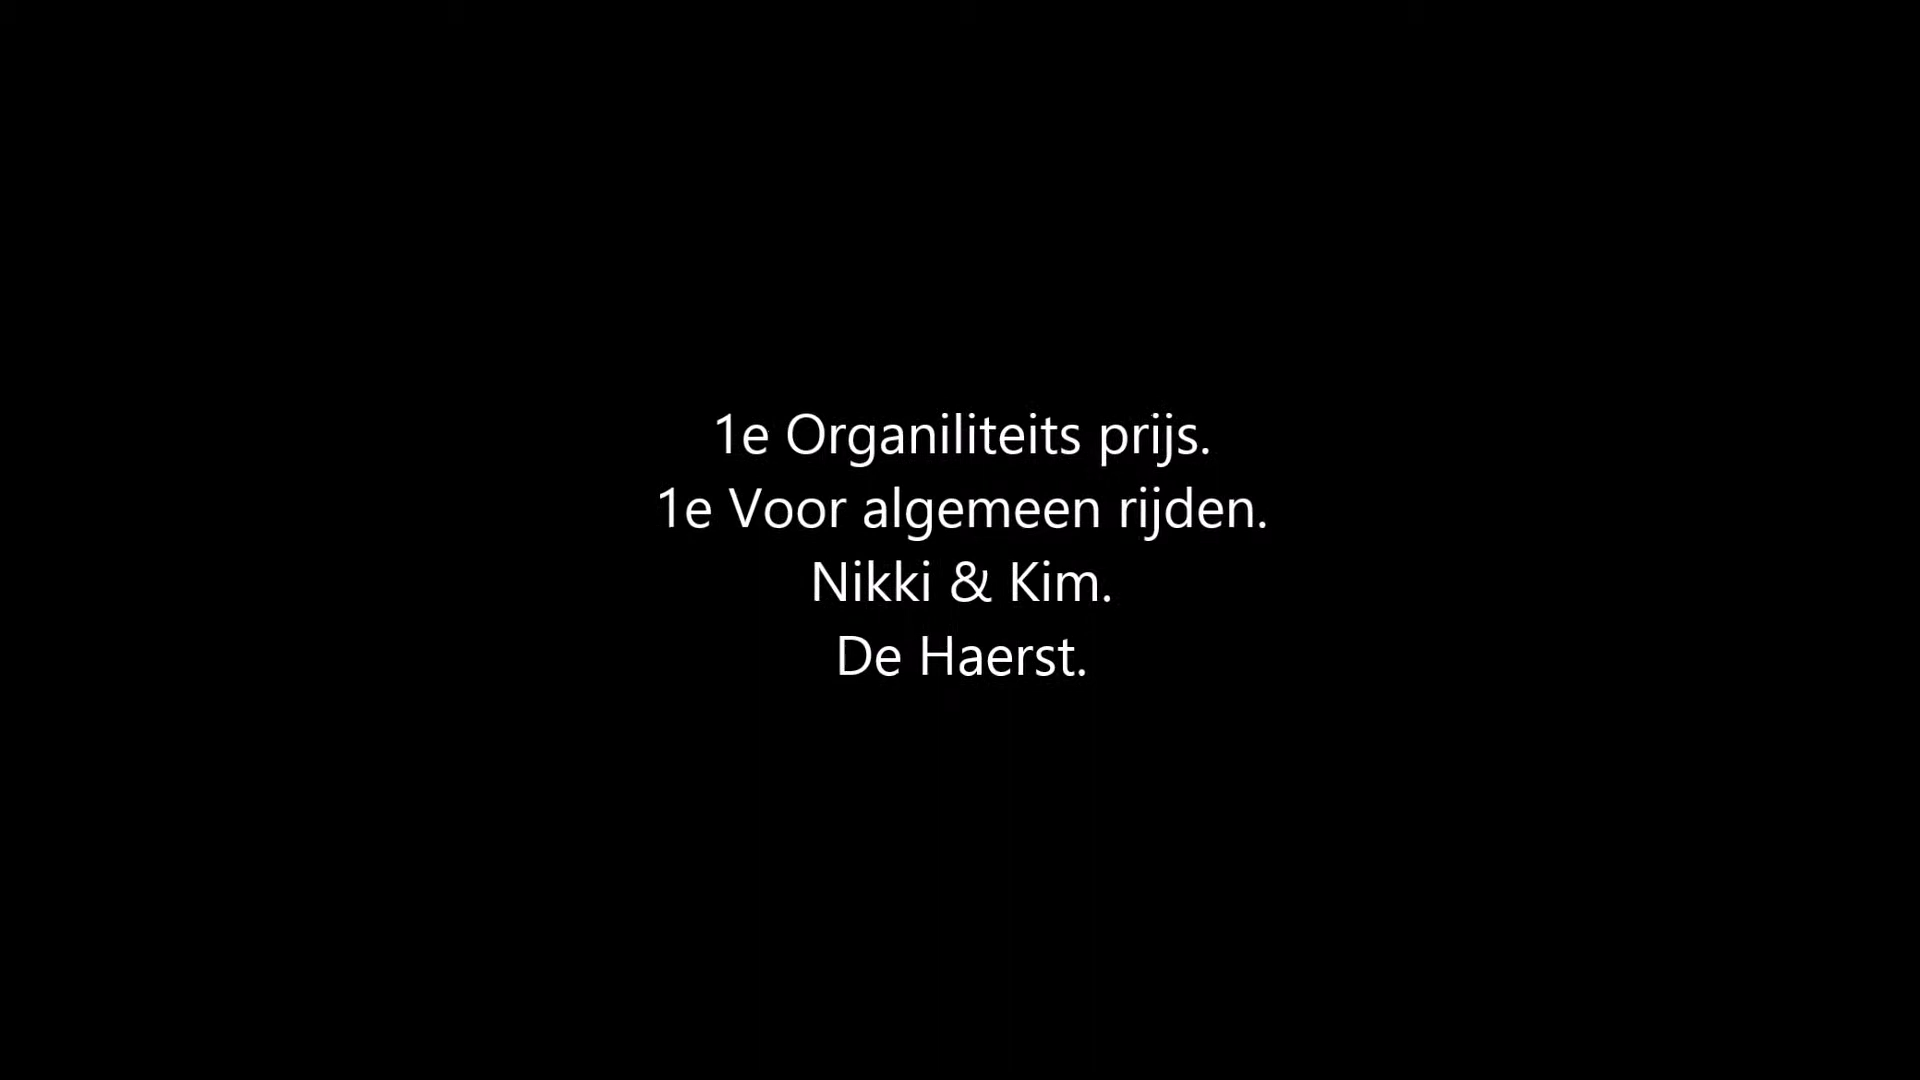 1e Organiliteits prijs.
1e Voor algemeen rijden.
Nikki & Kim.
De Haerst.